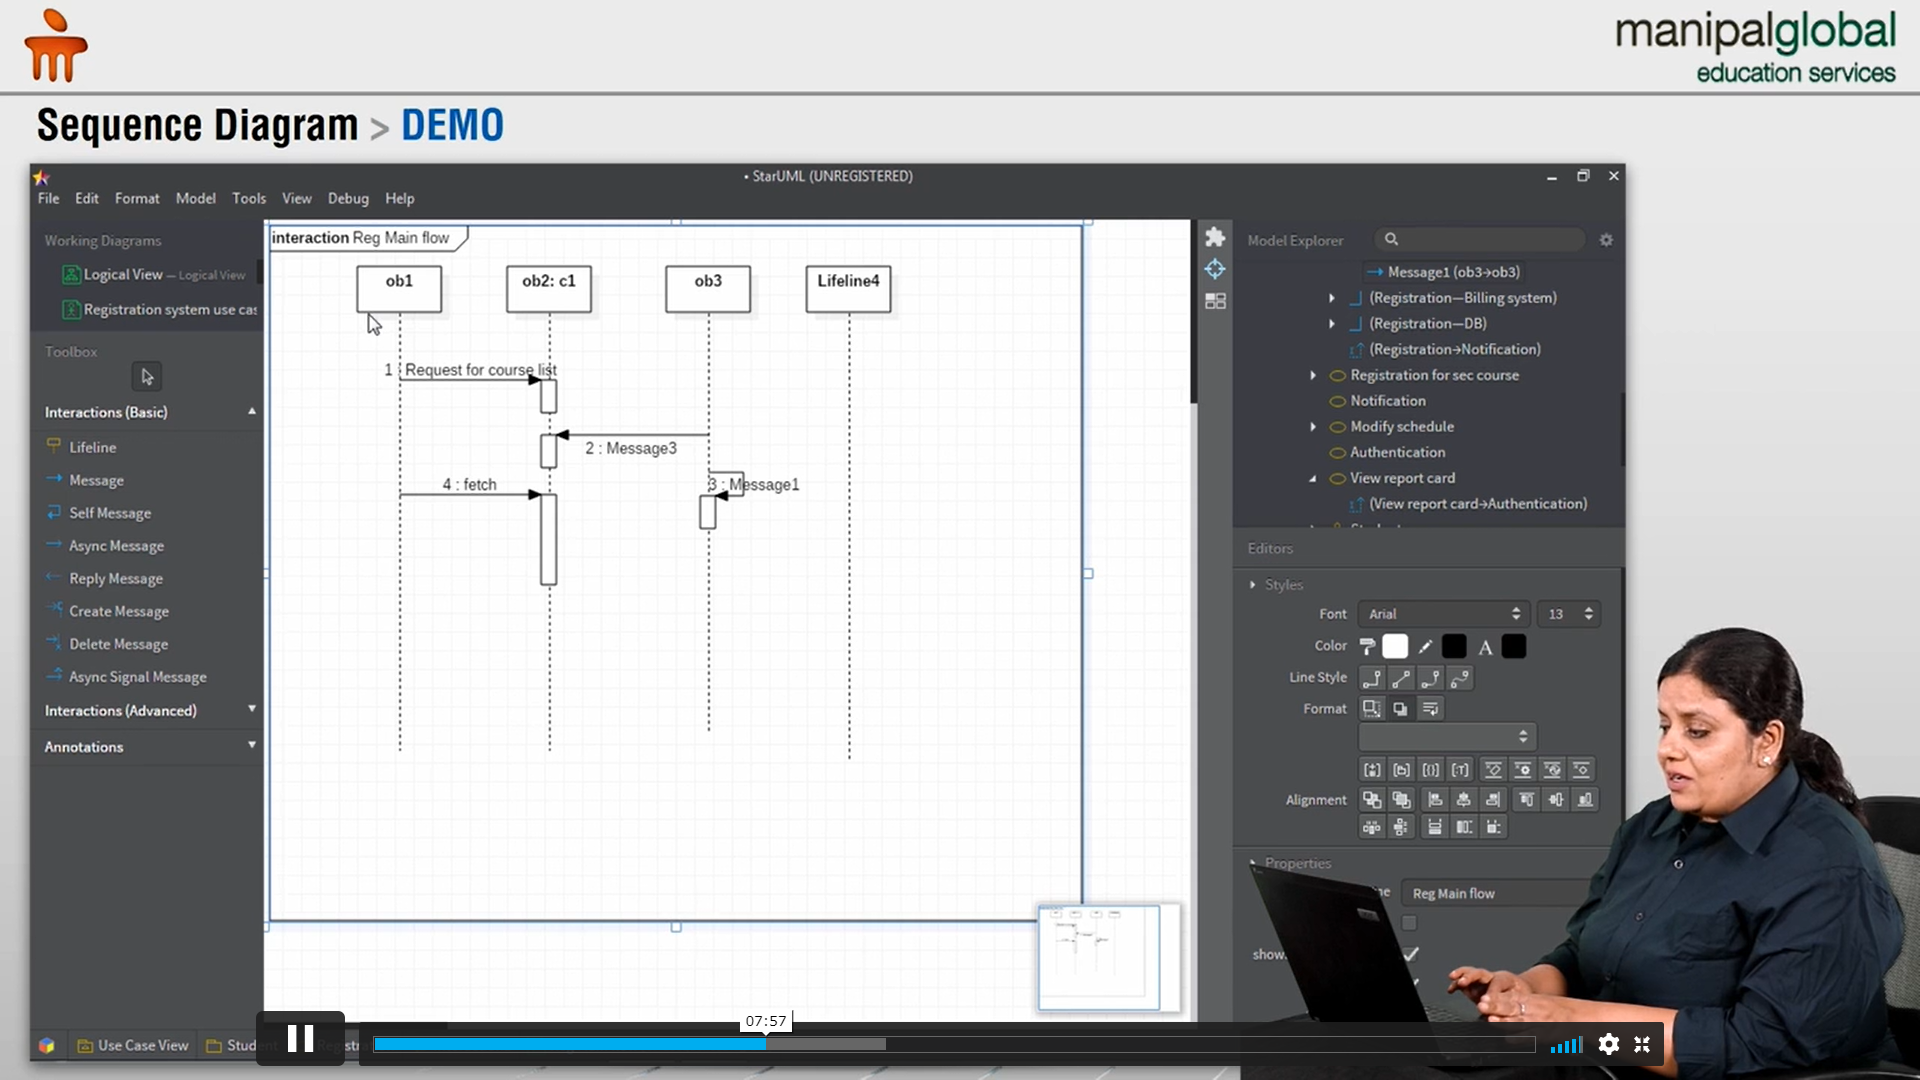 manipalglobal
education services
Sequence Diagram > DEMO
• StarUML (UNREGISTERED)
File Edit Format Model Tools View Debug Help
Working Diagrams
Logical View — Logical View
Registration system use cas
Toolbox
Interactions (Basic)
Lifeline
Message
Self Message
Async Message
Reply Message
Create Message
Delete Message
Async Signal Message
Interactions (Advanced)
Annotations
interaction Reg Main flow
ob1
ob2: c1
ob3
Lifeline4
1 : Request for course list
2 : Message3
4 : fetch
3 : Message1
Model Explorer
Message1 (ob3→ob3)
(Registration—Billing system)
(Registration—DB)
(Registration→Notification)
Registration for sec course
Notification
Modify schedule
Authentication
View report card
(View report card→Authentication)
Editors
Styles
Font Arial 13
Color A
Line Style
Format
Alignment
Properties
Reg Main flow
show.
Use Case View
07:57